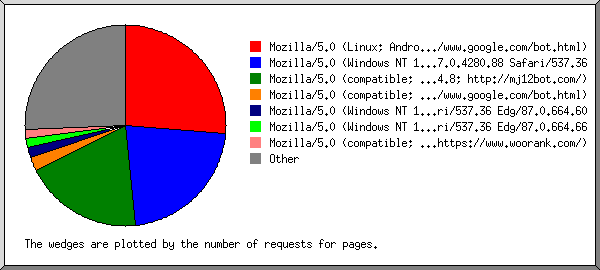 Mozilla/5.0 (Linux; Andro.../www.google.com/bot.html)
Mozilla/5.0 (Windows NT 1...7.0.4280.88 Safari/537.36
Mozilla/5.0 (compatible; ...4.8; http://mj12bot.com/)
Mozilla/5.0 (compatible; .../www.google.com/bot.html)
Mozilla/5.0 (Windows NT 1...ri/537.36 Edg/87.0.664.60
Mozilla/5.0 (Windows NT 1...ri/537.36 Edg/87.0.664.66
Mozilla/5.0 (compatible; ...https://www.woorank.com/)
Other
The wedges are plotted by the number of requests for pages.